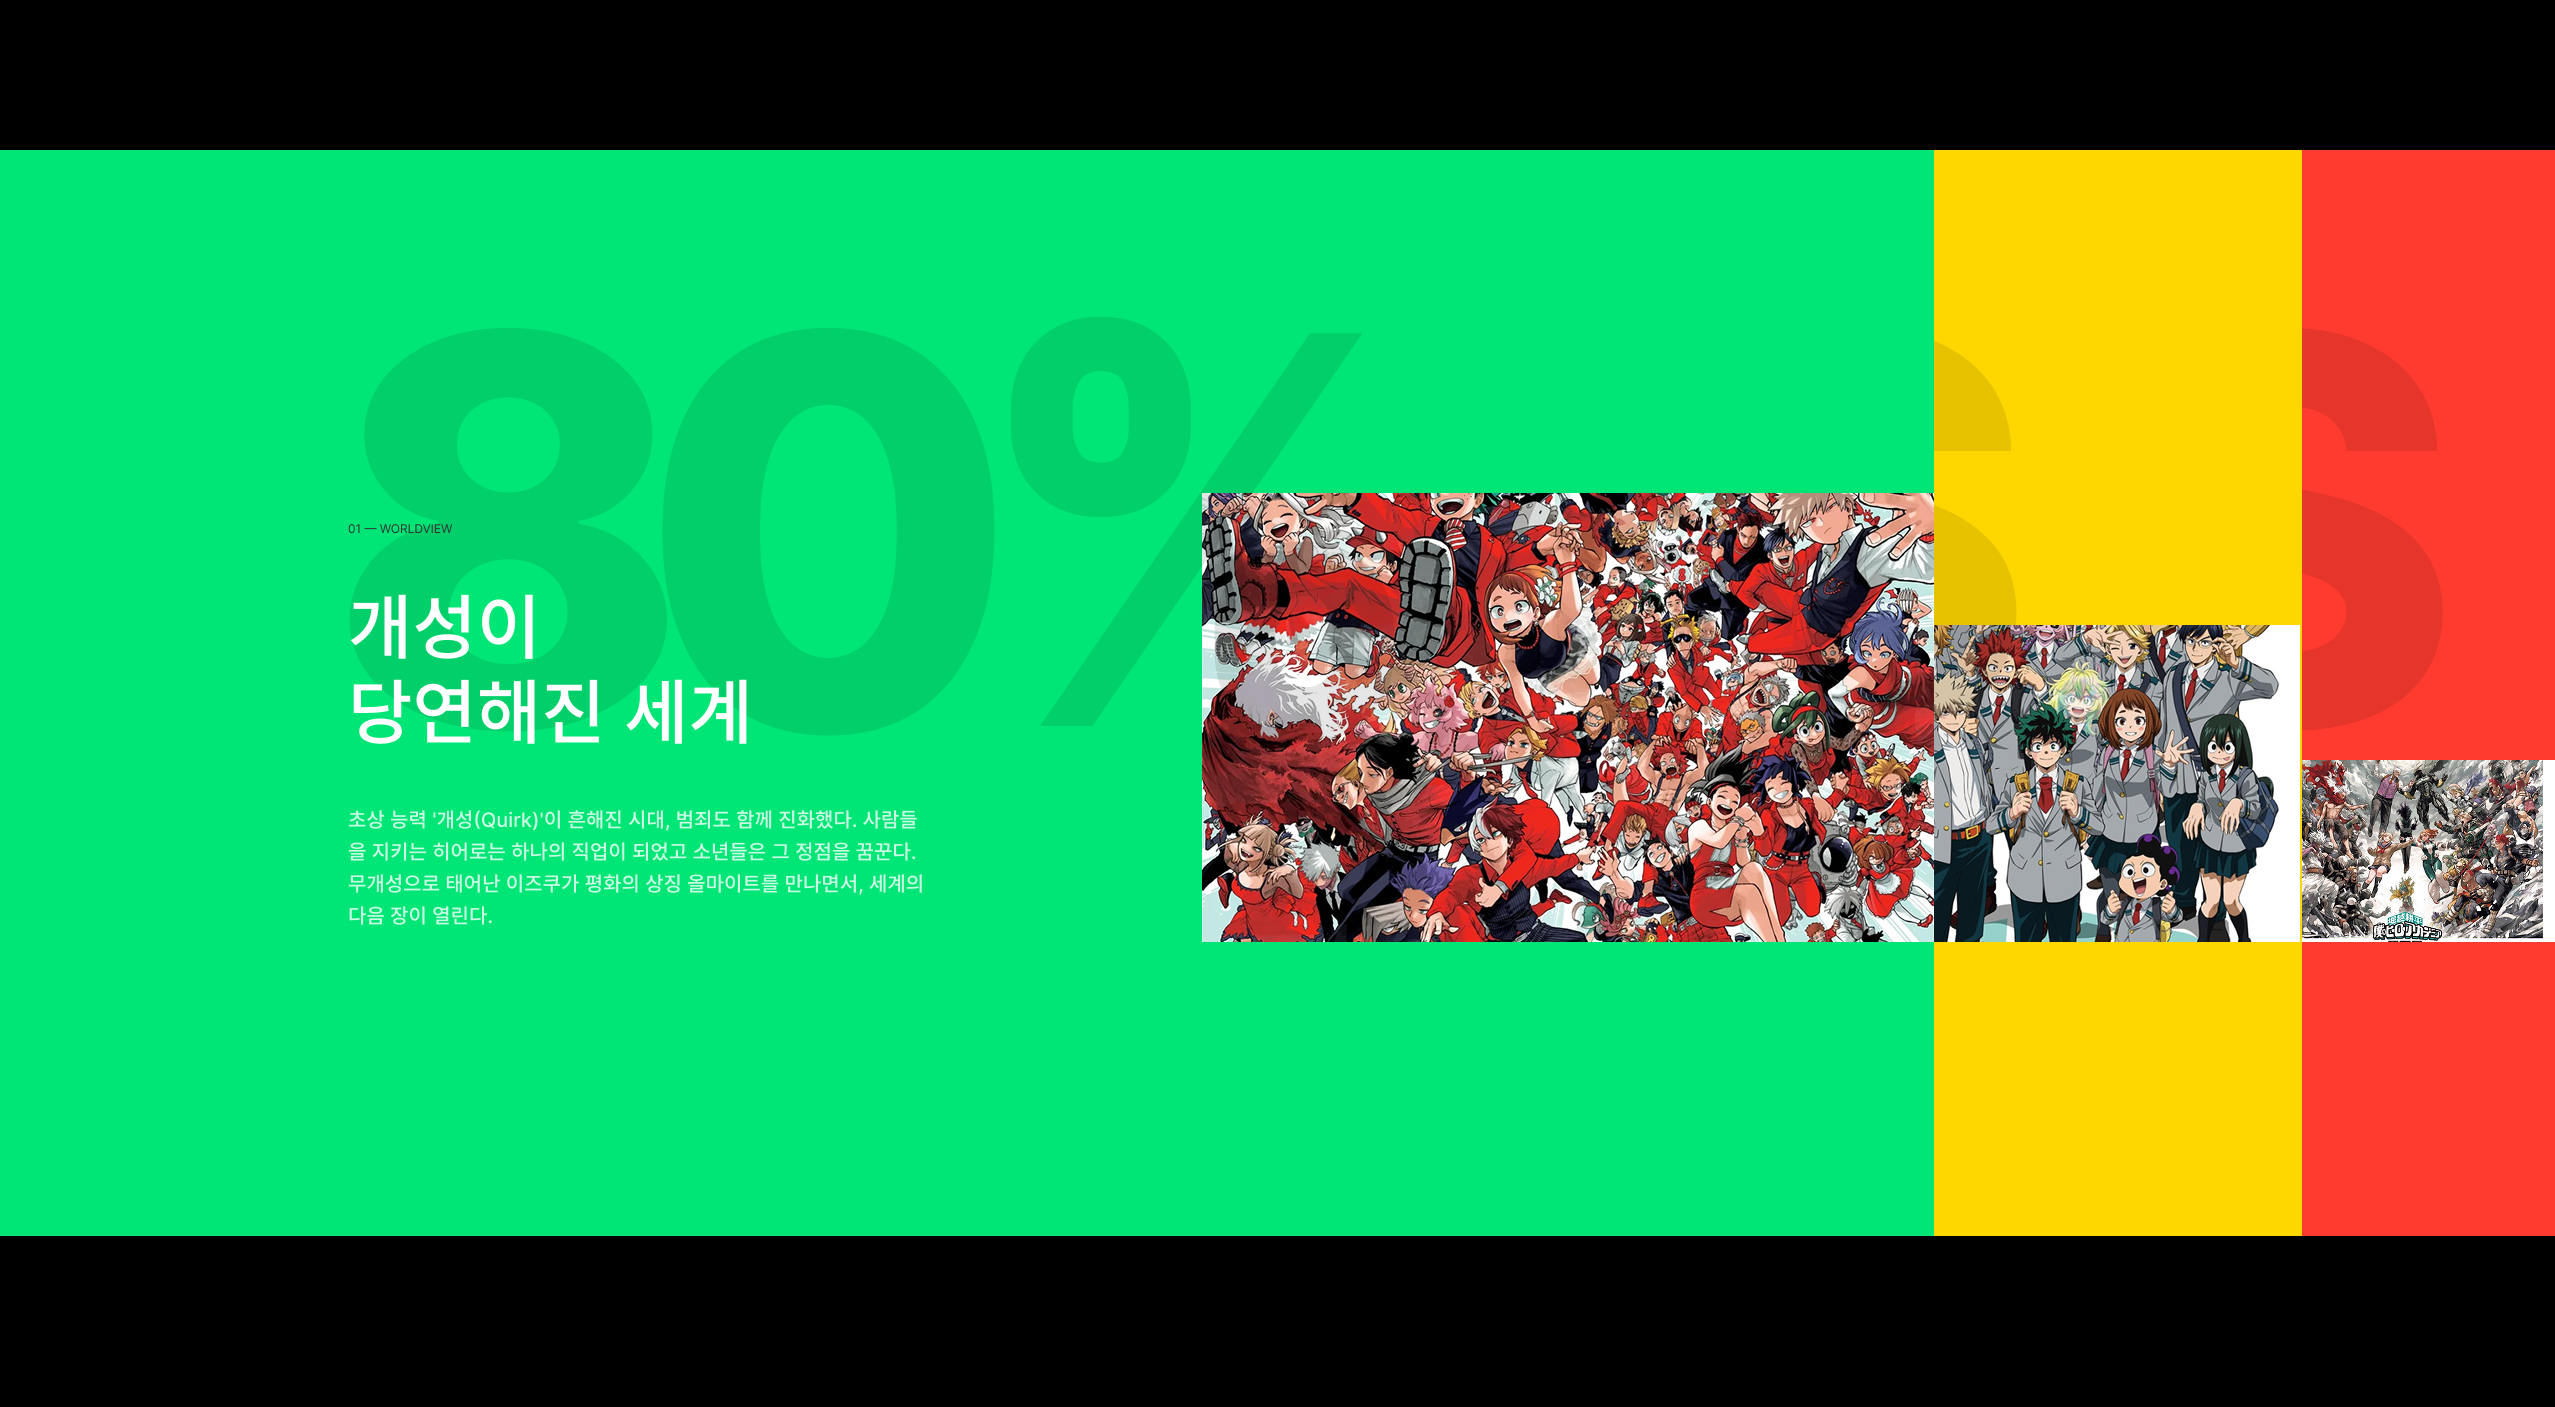 80%
01 — WORLDVIEW
개성이
당연해진 세계
초상 능력 '개성(Quirk)'이 흔해진 시대, 범죄도 함께 진화했다. 사람들
을 지키는 히어로는 하나의 직업이 되었고 소년들은 그 정점을 꿈꾼다.
무개성으로 태어난 이즈쿠가 평화의 상징 올마이트를 만나면서, 세계의
다음 장이 열린다.
S